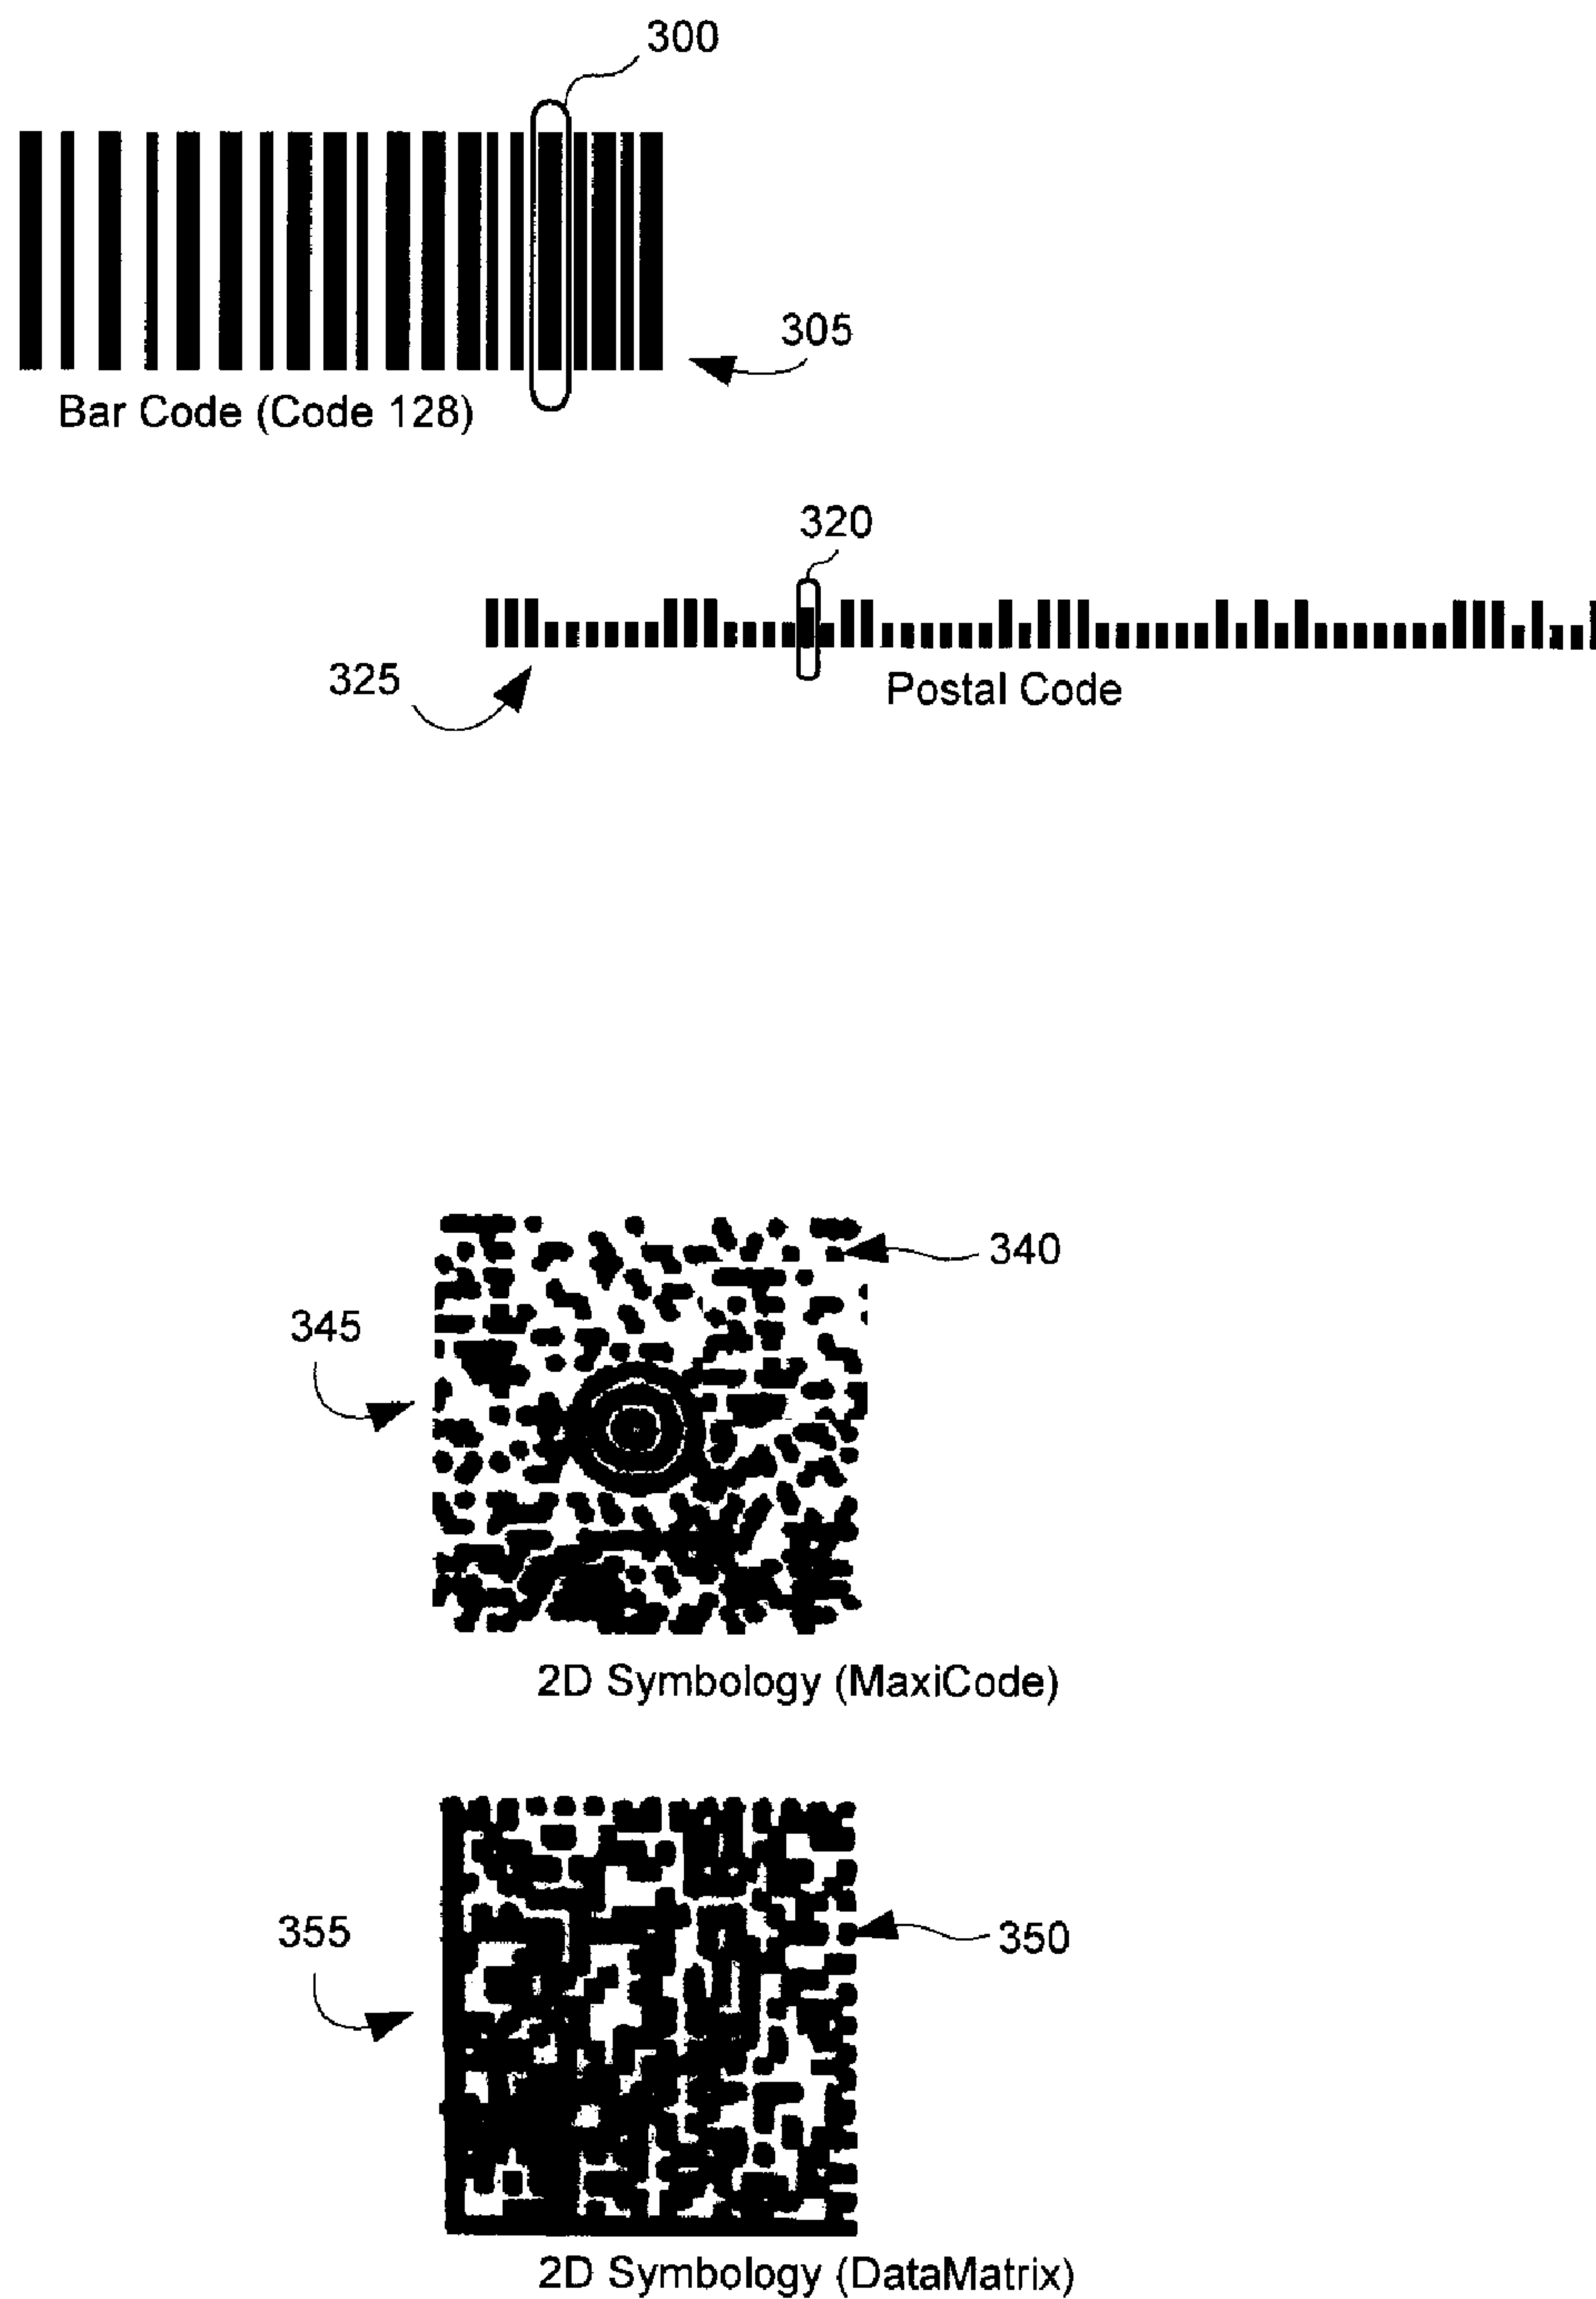 300
305
Bar Code (Code 128)
320
325
Postal Code
340
345
2D Symbology (MaxiCode)
355
350
2D Symbology (DataMatrix)